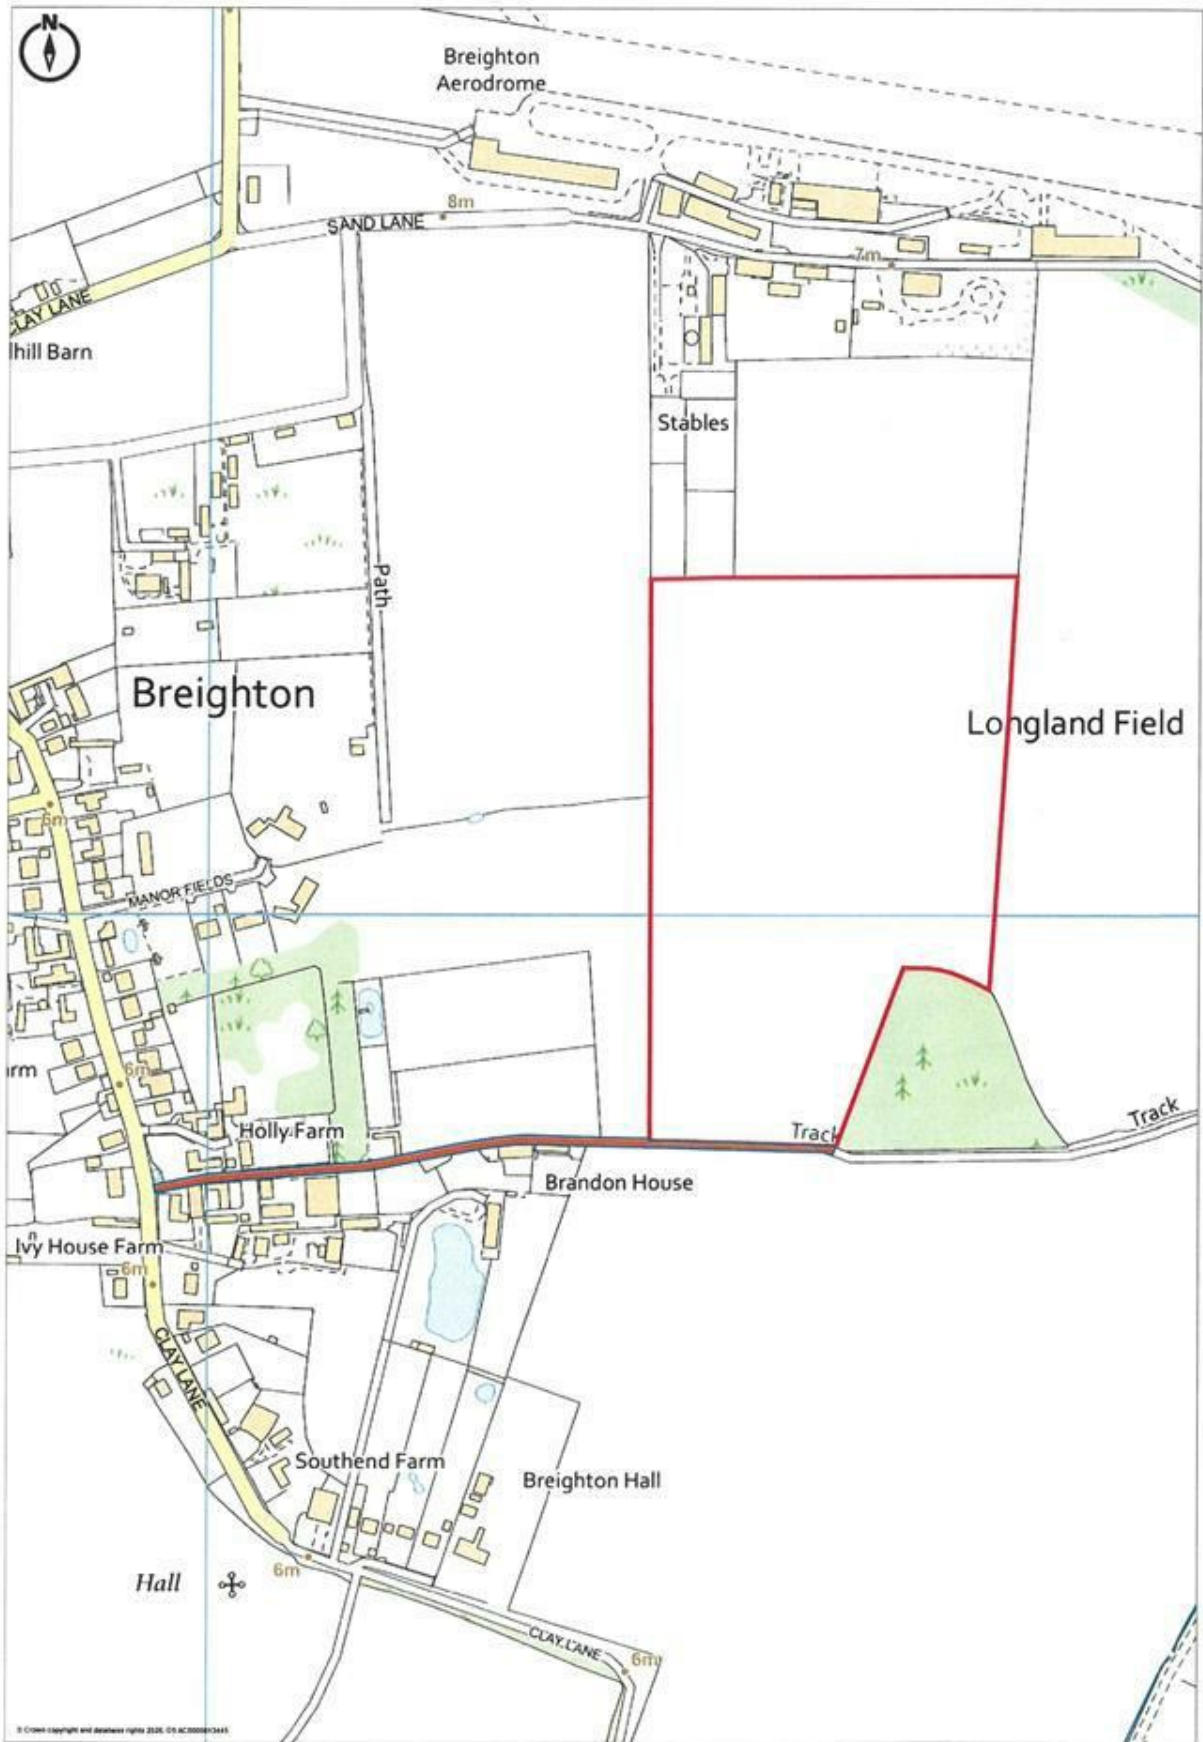 N
Breighton
Aerodrome
8m
SAND LANE
7m
CLAY LANE
lhill Barn
Stables
Path
Breighton
Longland Field
6m
MANOR FIELDS
6m
rm
Holly Farm
Track
Track
Brandon House
Ivy House Farm
6m
CLAY LANE
Southend Farm
Breighton Hall
6m
Hall
CLAY LANE
6m